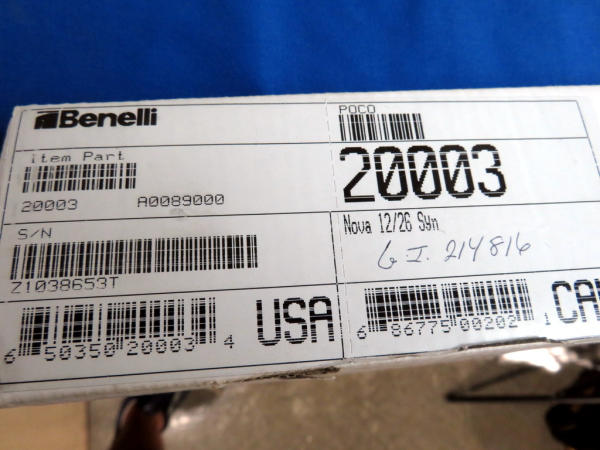 Benelli
POCO
item Part
20003
20003 A0089000
S/N
Nova 12/26 Syn
G.I. 214816
Z1038653T
USA
CAN
6 50350 20003 4
6 86775 00202 1